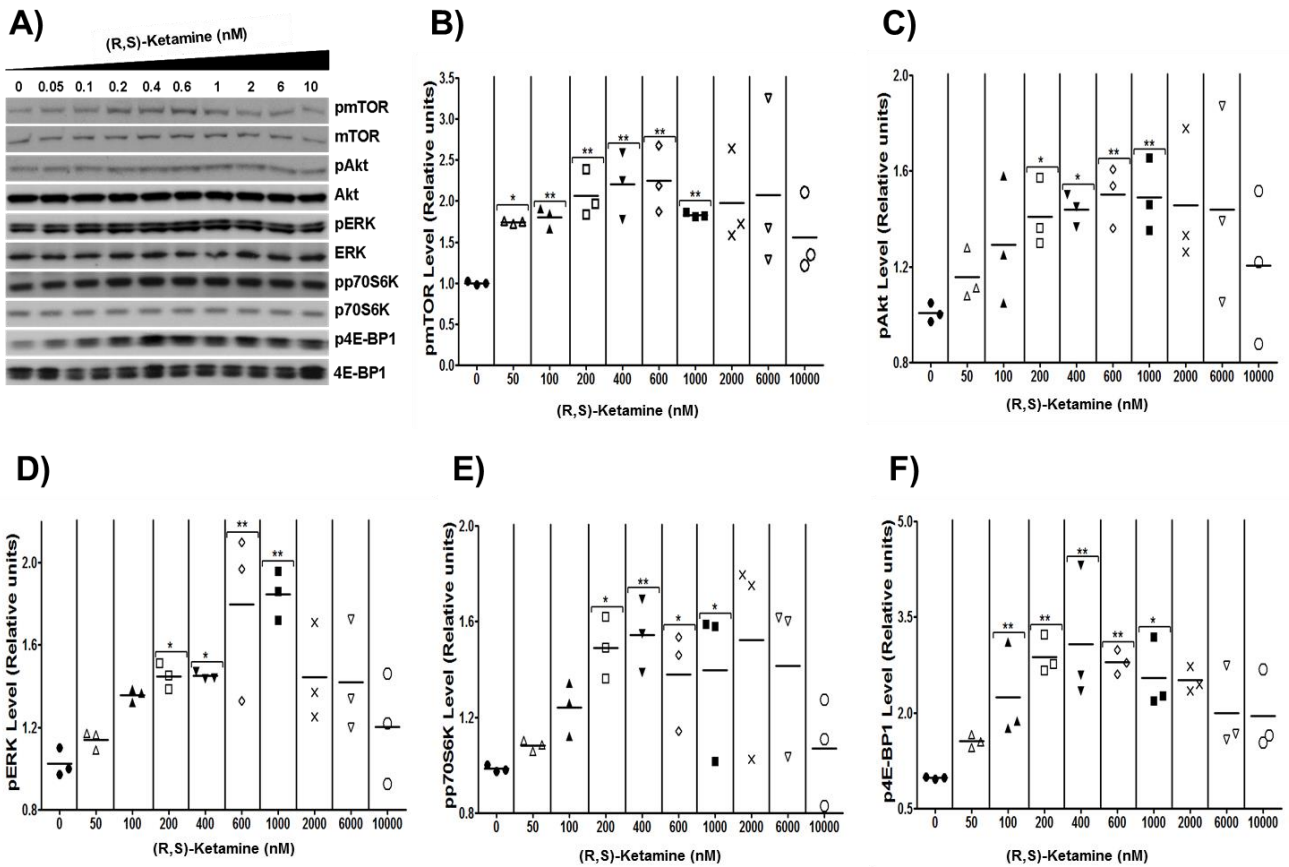 A)
(R,S)-Ketamine (nM)
0 0.05 0.1 0.2 0.4 0.6 1 2 6 10
pmTOR
mTOR
pAkt
Akt
pERK
ERK
pp70S6K
p70S6K
p4E-BP1
4E-BP1
B)
pmTOR Level (Relative units)
3.5
3.0
2.5
2.0
1.5
1.0
0.5
0.0
* ** ** ** ** **
0 50 100 200 400 600 1000 2000 6000 10000
(R,S)-Ketamine (nM)
C)
pAkt Level (Relative units)
2.0
1.6
1.2
0.8
* * ** **
0 50 100 200 400 600 1000 2000 6000 10000
(R,S)-Ketamine (nM)
D)
pERK Level (Relative units)
2.0
1.6
1.2
0.8
* * ** **
0 50 100 200 400 600 1000 2000 6000 10000
(R,S)-Ketamine (nM)
E)
pp70S6K Level (Relative units)
2.0
1.6
1.2
0.8
* ** * *
0 50 100 200 400 600 1000 2000 6000 10000
(R,S)-Ketamine (nM)
F)
p4E-BP1 Level (Relative units)
5.0
3.5
2.0
0.5
** ** ** ** *
0 50 100 200 400 600 1000 2000 6000 10000
(R,S)-Ketamine (nM)